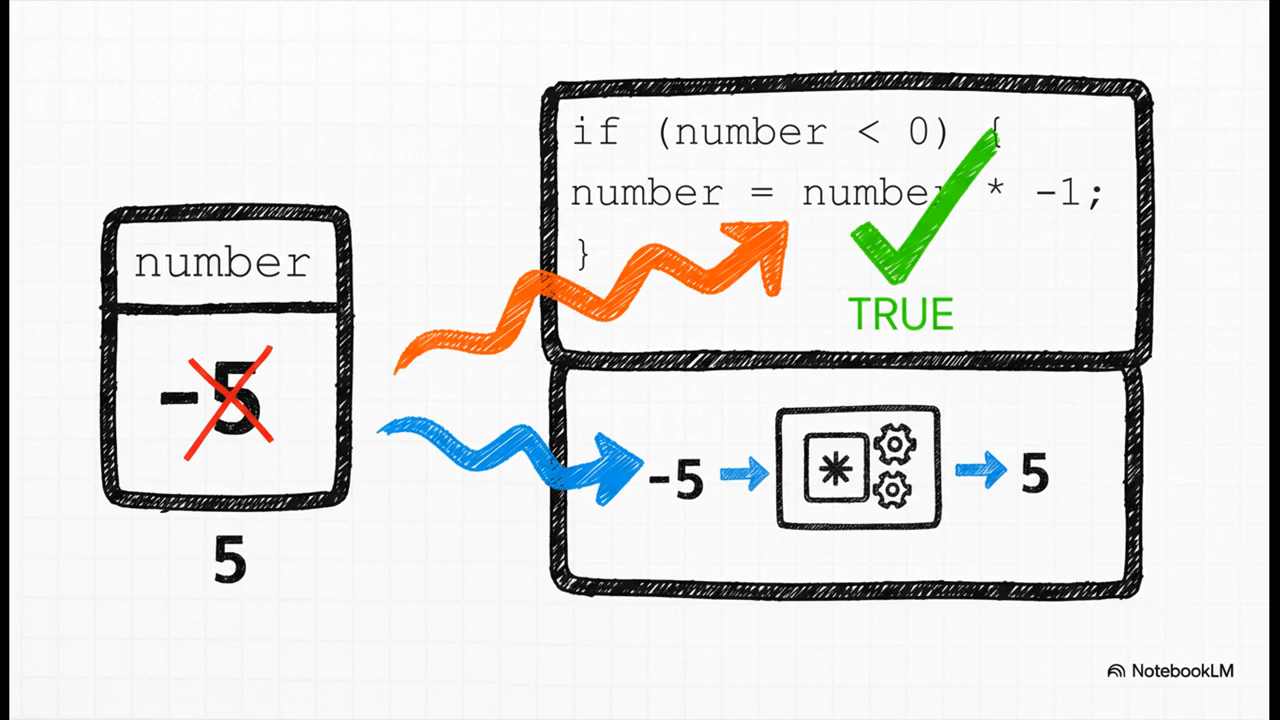 number
-5
5
if (number < 0) {
number = number * -1;
}
TRUE
-5 * 5
NotebookLM